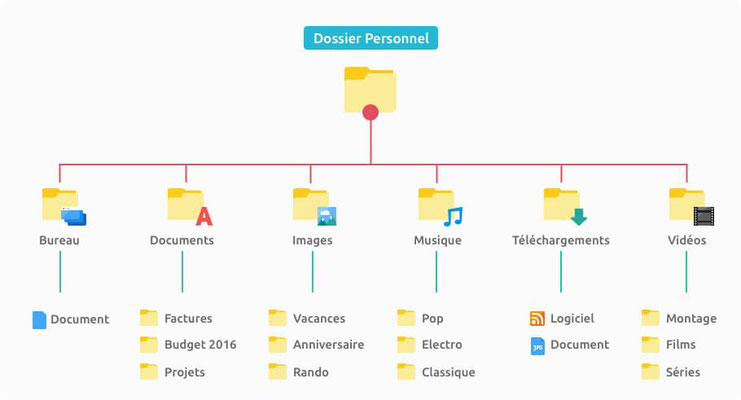 Dossier Personnel
Bureau
Documents
Images
Musique
Téléchargements
Vidéos
Document
Factures
Budget 2016
Projets
Vacances
Anniversaire
Rando
Pop
Electro
Classique
Logiciel
Document
Montage
Films
Séries